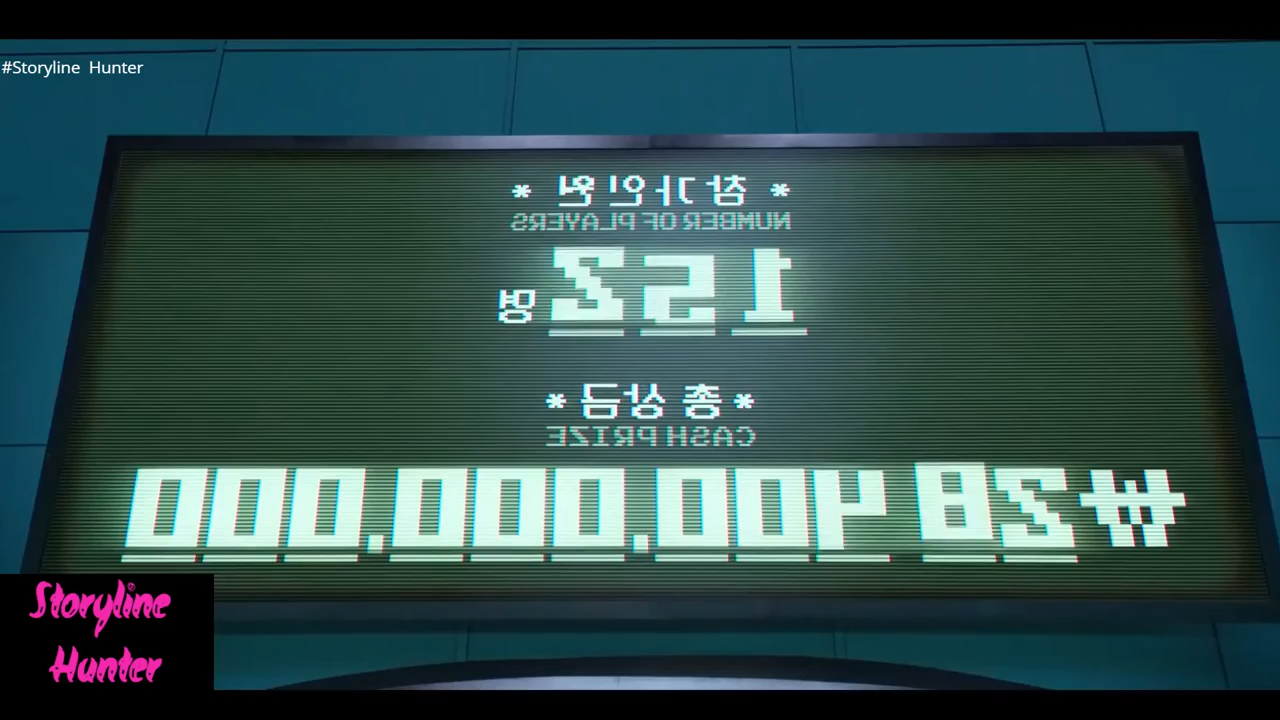 #Storyline Hunter
* 참가인원 *
NUMBER OF PLAYERS
152 명
* 총 상금 *
CASH PRIZE
₩28 400.000.000
Storyline
Hunter